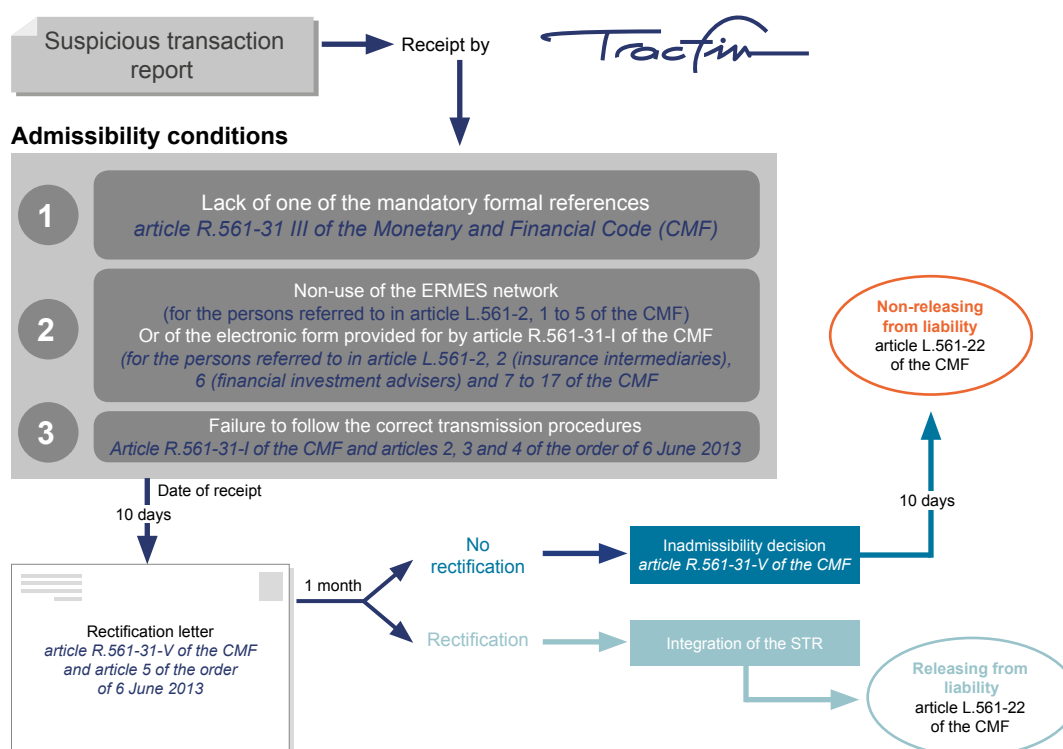 Suspicious transaction
report
Receipt by
Tracfin
Admissibility conditions
1
Lack of one of the mandatory formal references
article R.561-31 III of the Monetary and Financial Code (CMF)
2
Non-use of the ERMES network
(for the persons referred to in article L.561-2, 1 to 5 of the CMF)
Or of the electronic form provided for by article R.561-31-I of the CMF
(for the persons referred to in article L.561-2, 2 (insurance intermediaries),
6 (financial investment advisers) and 7 to 17 of the CMF
3
Failure to follow the correct transmission procedures
Article R.561-31-I of the CMF and articles 2, 3 and 4 of the order of 6 June 2013
Non-releasing
from liability
article L.561-22
of the CMF
Date of receipt
10 days
10 days
No
rectification
Inadmissibility decision
article R.561-31-V of the CMF
1 month
Rectification letter
article R.561-31-V of the CMF
and article 5 of the order
of 6 June 2013
Rectification
Integration of the STR
Releasing from
liability
article L.561-22
of the CMF